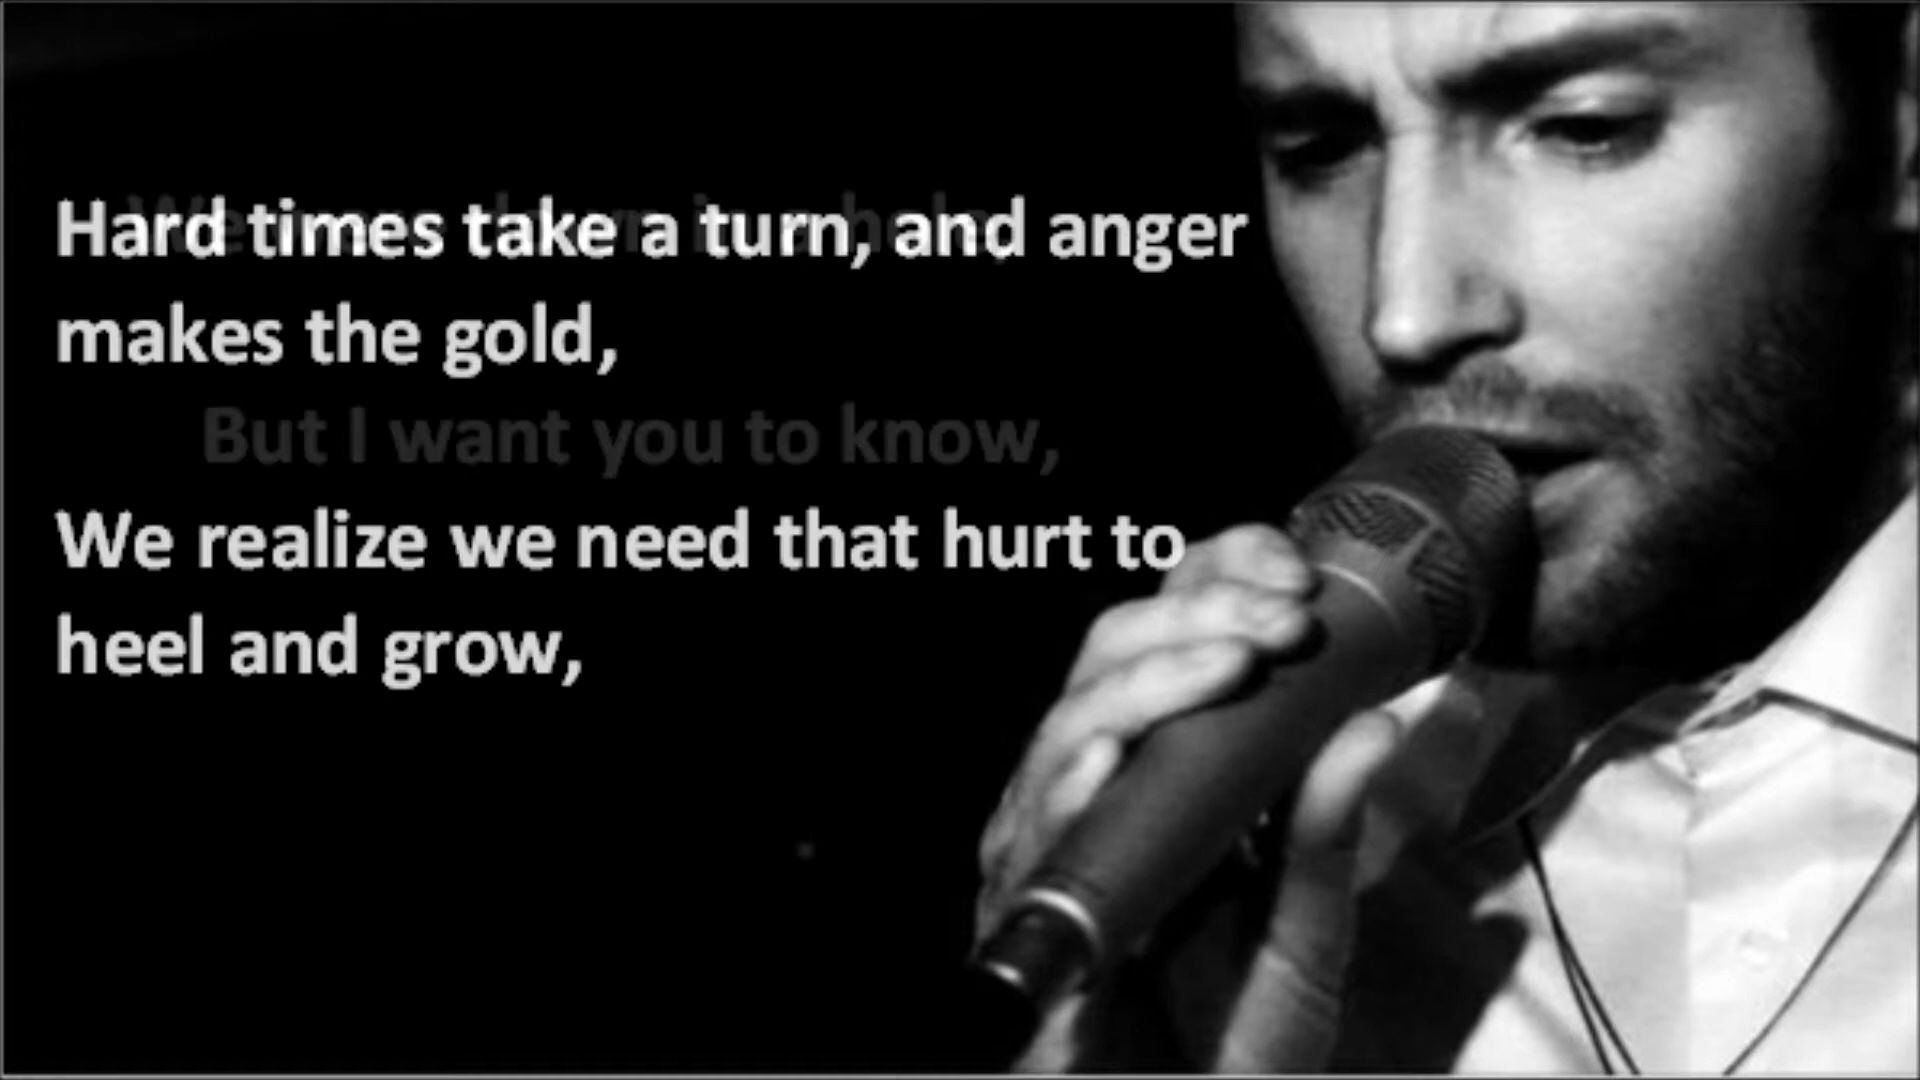 Hard times take a turn, and anger
makes the gold,
But I want you to know,
We realize we need that hurt to
heel and grow,